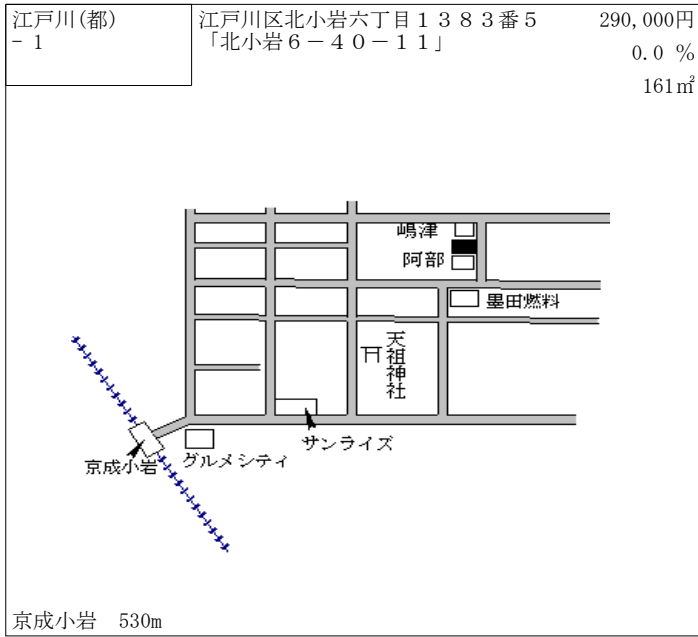 江戸川(都)
- 1
江戸川区北小岩六丁目１３８３番５
「北小岩６－４０－１１」
290,000円
0.0 %
161㎡
嶋津
阿部
墨田燃料
天祖神社
サンライズ
グルメシティ
京成小岩
京成小岩　530m